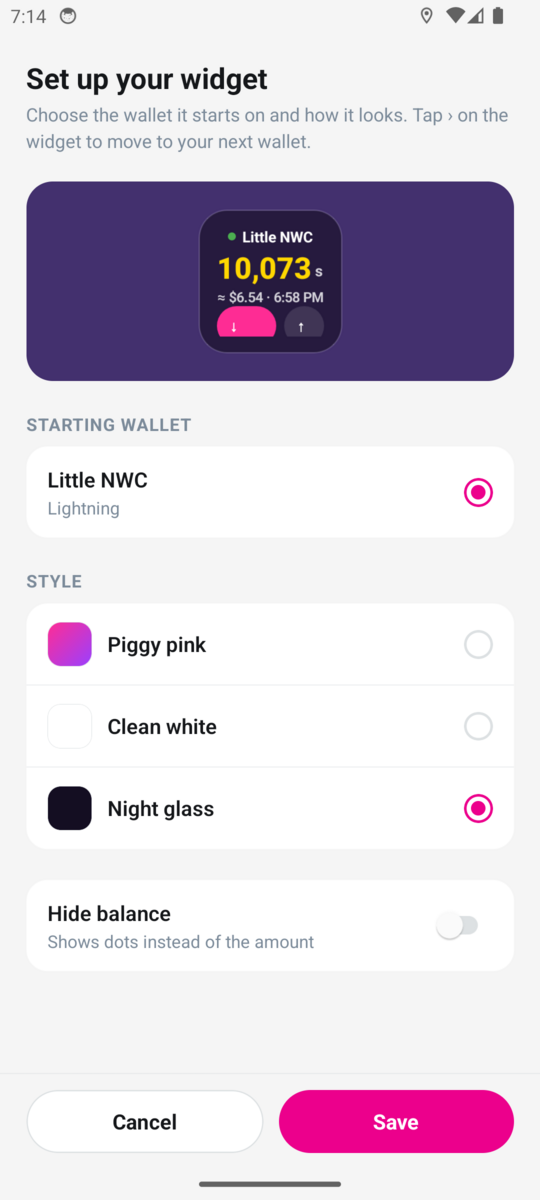 7:14
Set up your widget
Choose the wallet it starts on and how it looks. Tap › on the
widget to move to your next wallet.
Little NWC
10,073 s
≈ $6.54 · 6:58 PM
↓ ↑
STARTING WALLET
Little NWC
Lightning
STYLE
Piggy pink
Clean white
Night glass
Hide balance
Shows dots instead of the amount
Cancel Save